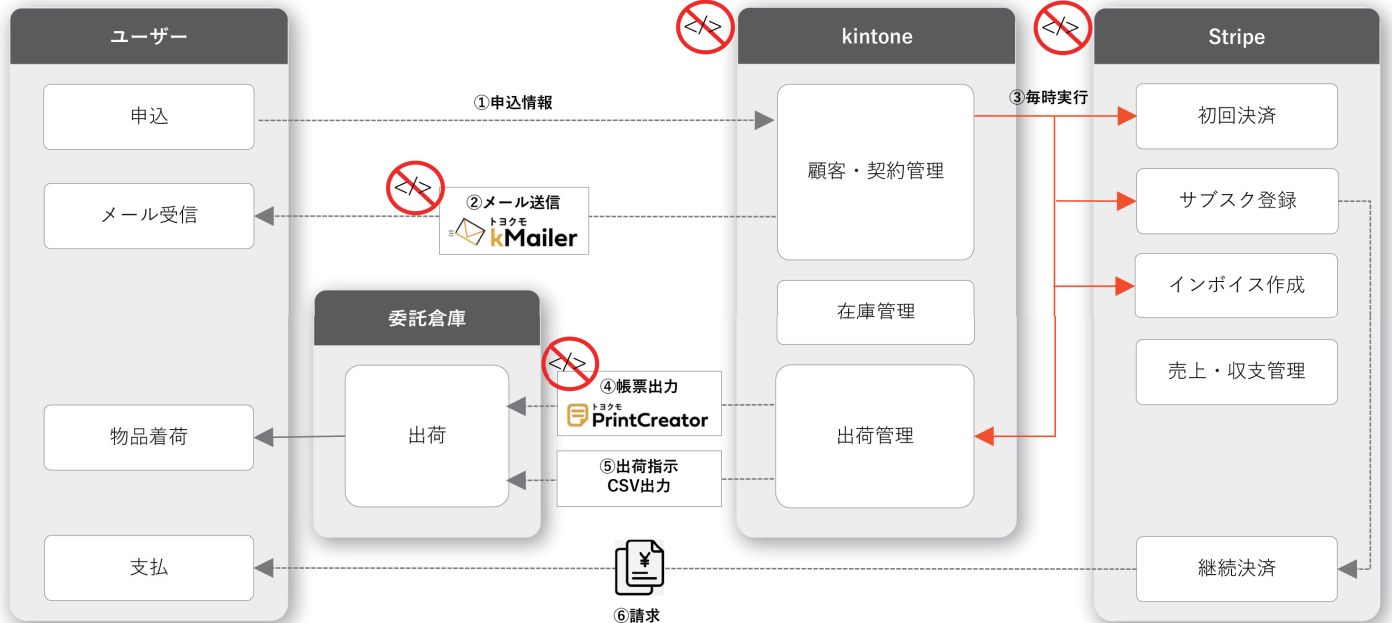 ユーザー
kintone
Stripe
申込
①申込情報
③毎時実行
初回決済
顧客・契約管理
メール受信
②メール送信
トヨクモ
kMailer
サブスク登録
インボイス作成
委託倉庫
在庫管理
売上・収支管理
④帳票出力
トヨクモ
PrintCreator
物品着荷
出荷
出荷管理
⑤出荷指示
CSV出力
支払
¥
継続決済
⑥請求
</>
</>
</>
</>